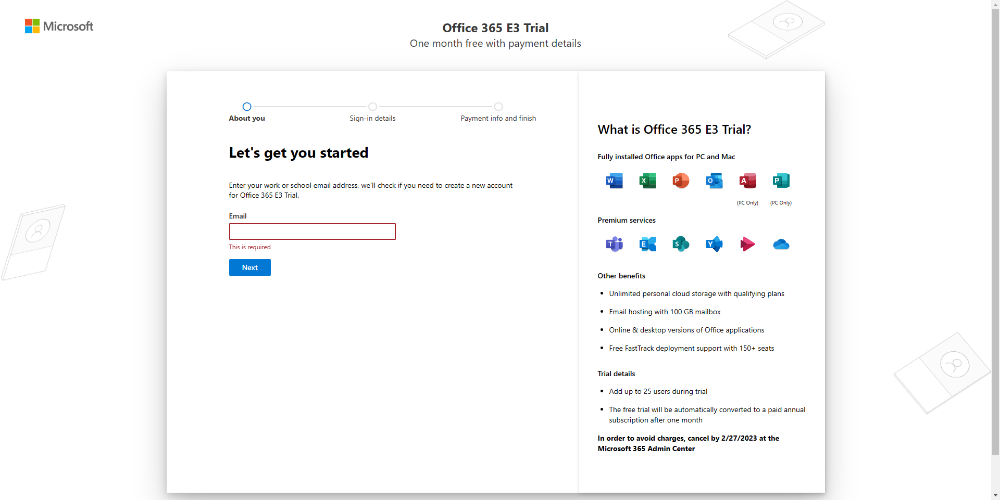 Microsoft
Office 365 E3 Trial
One month free with payment details
About you
Sign-in details
Payment info and finish
Let's get you started
Enter your work or school email address, we'll check if you need to create a new account
for Office 365 E3 Trial.
Email
This is required
Next
What is Office 365 E3 Trial?
Fully installed Office apps for PC and Mac
W
X
P
O
A
P
(PC Only)
(PC Only)
Premium services
T
E
S
Y
Other benefits
Unlimited personal cloud storage with qualifying plans
Email hosting with 100 GB mailbox
Online & desktop versions of Office applications
Free FastTrack deployment support with 150+ seats
Trial details
Add up to 25 users during trial
The free trial will be automatically converted to a paid annual
subscription after one month
In order to avoid charges, cancel by 2/27/2023 at the
Microsoft 365 Admin Center